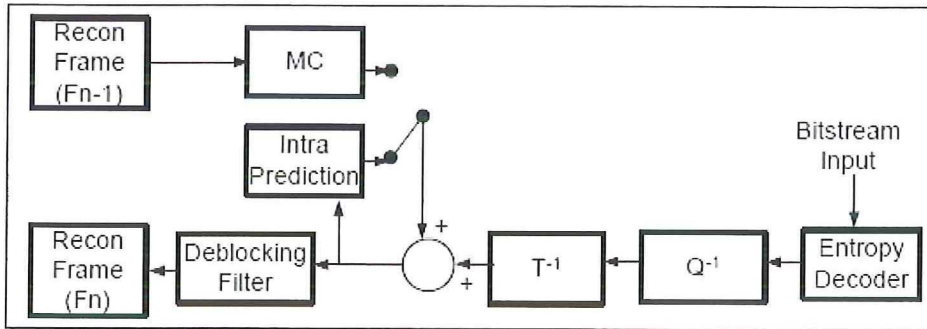 Recon
Frame
(Fn-1)
MC
Intra
Prediction
Bitstream
Input
+
+
Recon
Frame
(Fn)
Deblocking
Filter
T-1
Q-1
Entropy
Decoder